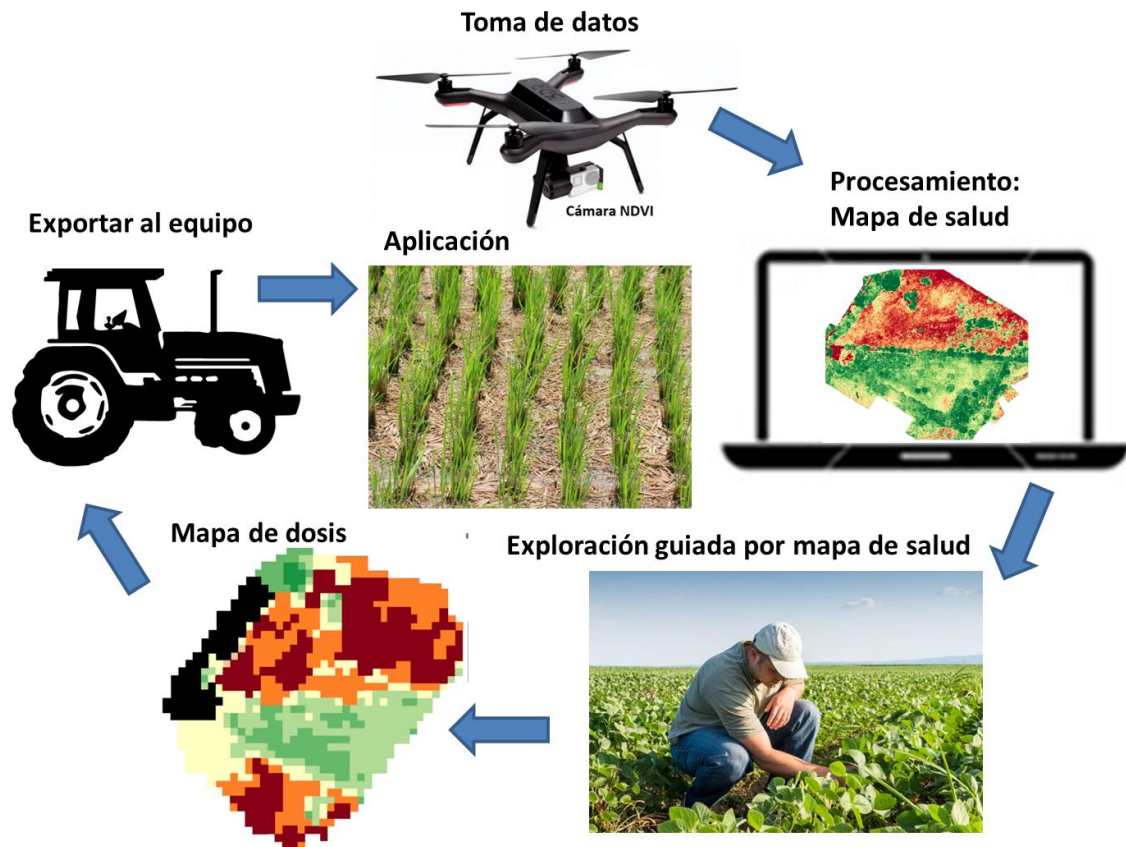 Toma de datos
Cámara NDVI
Procesamiento:
Mapa de salud
Exploración guiada por mapa de salud
Mapa de dosis
Exportar al equipo
Aplicación